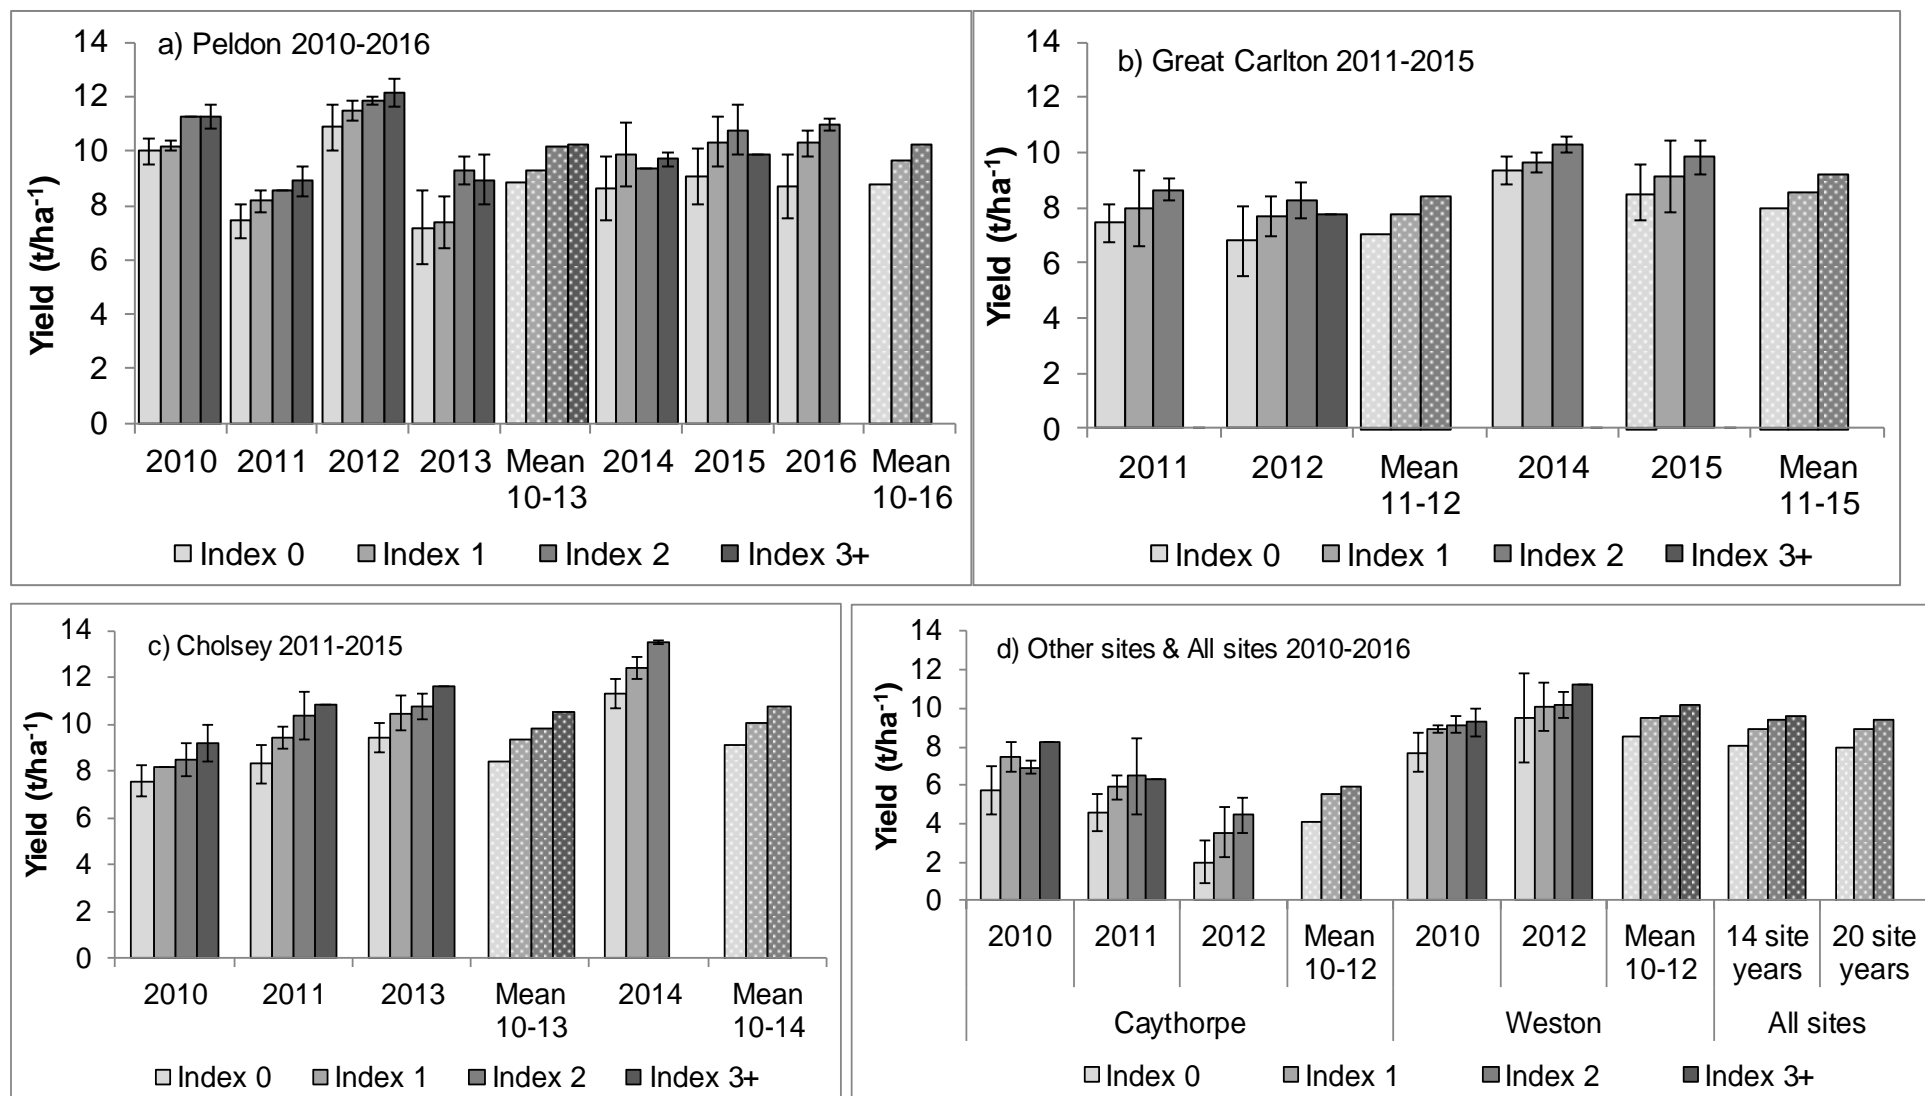 a) Peldon 2010-2016
Yield (t/ha-1)
14
12
10
8
6
4
2
0
2010 2011 2012 2013 Mean 10-13 2014 2015 2016 Mean 10-16
Index 0 Index 1 Index 2 Index 3+
b) Great Carlton 2011-2015
Yield (t/ha-1)
14
12
10
8
6
4
2
0
2011 2012 Mean 11-12 2014 2015 Mean 11-15
Index 0 Index 1 Index 2 Index 3+
c) Cholsey 2011-2015
Yield (t/ha-1)
14
12
10
8
6
4
2
0
2010 2011 2013 Mean 10-13 2014 Mean 10-14
Index 0 Index 1 Index 2 Index 3+
d) Other sites & All sites 2010-2016
Yield (t/ha-1)
14
12
10
8
6
4
2
0
2010 2011 2012 Mean 10-12 2010 2012 Mean 10-12 14 site years 20 site years
Caythorpe Weston All sites
Index 0 Index 1 Index 2 Index 3+